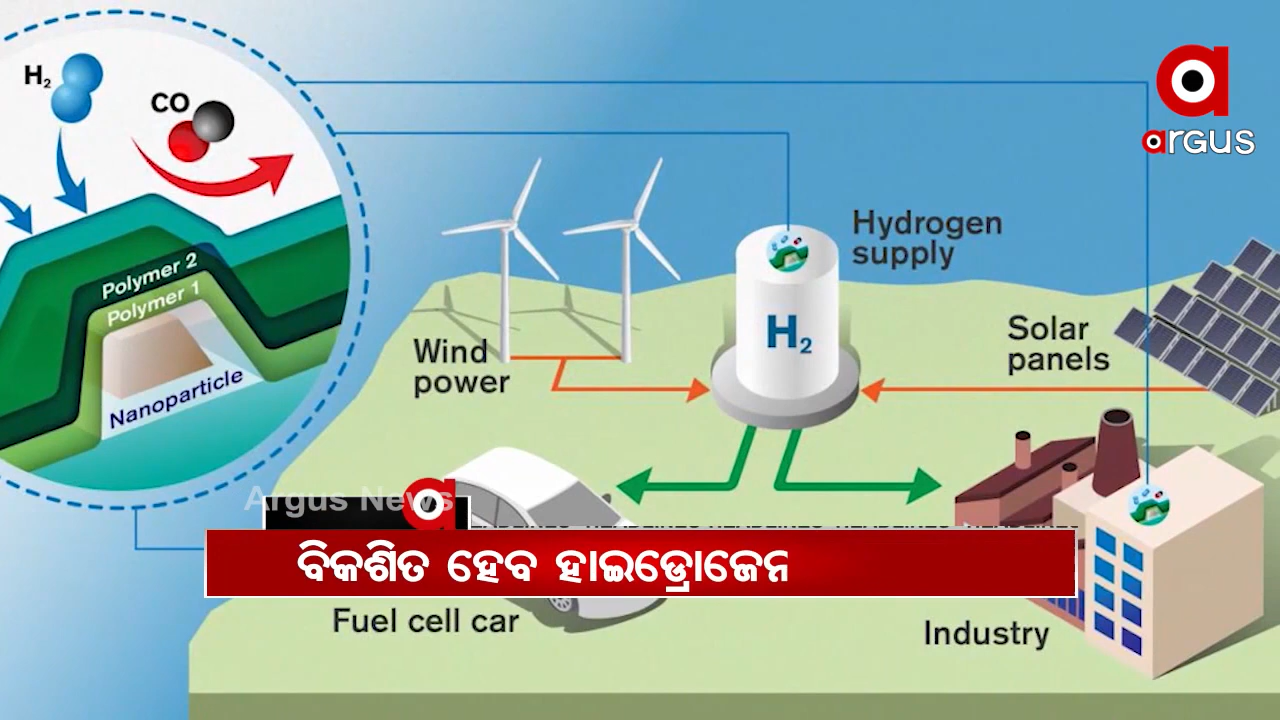 H₂
CO
Polymer 2
Polymer 1
Nanoparticle
argus
Hydrogen
supply
H₂
Wind
power
Solar
panels
Argus News
ବିକଶିତ ହେବ ହାଇଡ୍ରୋଜେନ
Fuel cell car
Industry